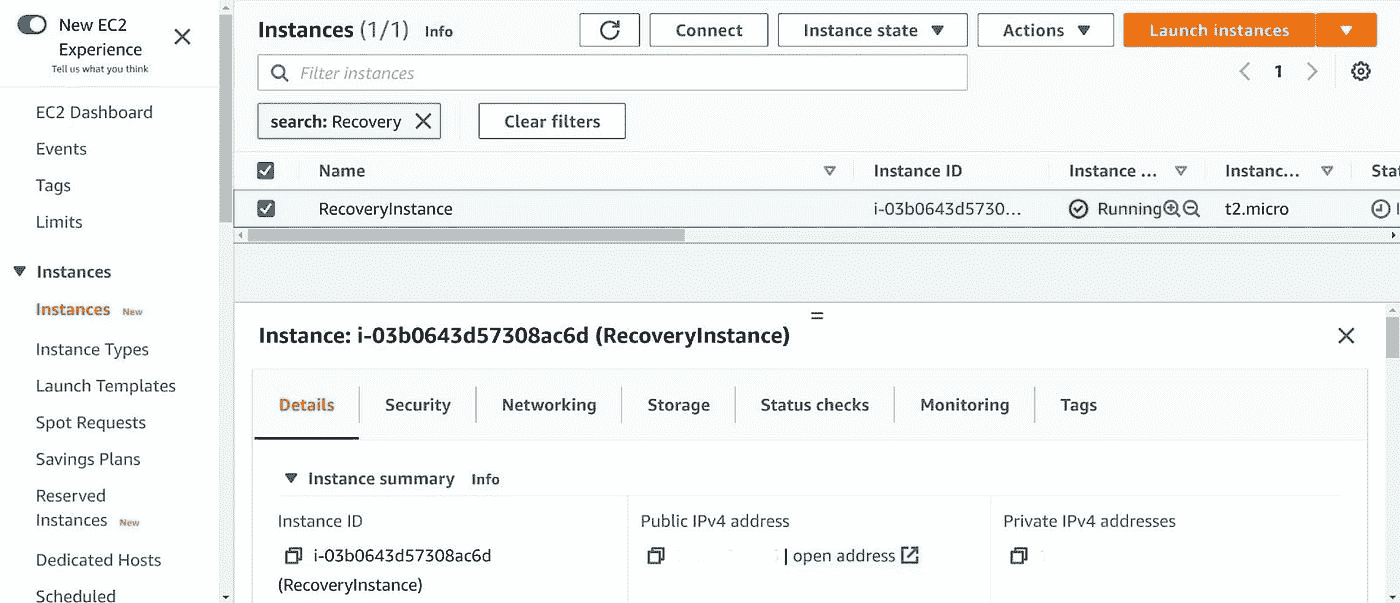 New EC2
Experience
Tell us what you think
EC2 Dashboard
Events
Tags
Limits
Instances
Instances New
Instance Types
Launch Templates
Spot Requests
Savings Plans
Reserved
Instances New
Dedicated Hosts
Scheduled
Instances (1/1) Info
Connect
Instance state
Actions
Launch instances
Filter instances
1
search: Recovery
Clear filters
Name Instance ID Instance ... Instanc... Sta
RecoveryInstance i-03b0643d5730... Running t2.micro
Instance: i-03b0643d57308ac6d (RecoveryInstance)
Details Security Networking Storage Status checks Monitoring Tags
Instance summary Info
Instance ID
i-03b0643d57308ac6d
(RecoveryInstance)
Public IPv4 address
| open address
Private IPv4 addresses